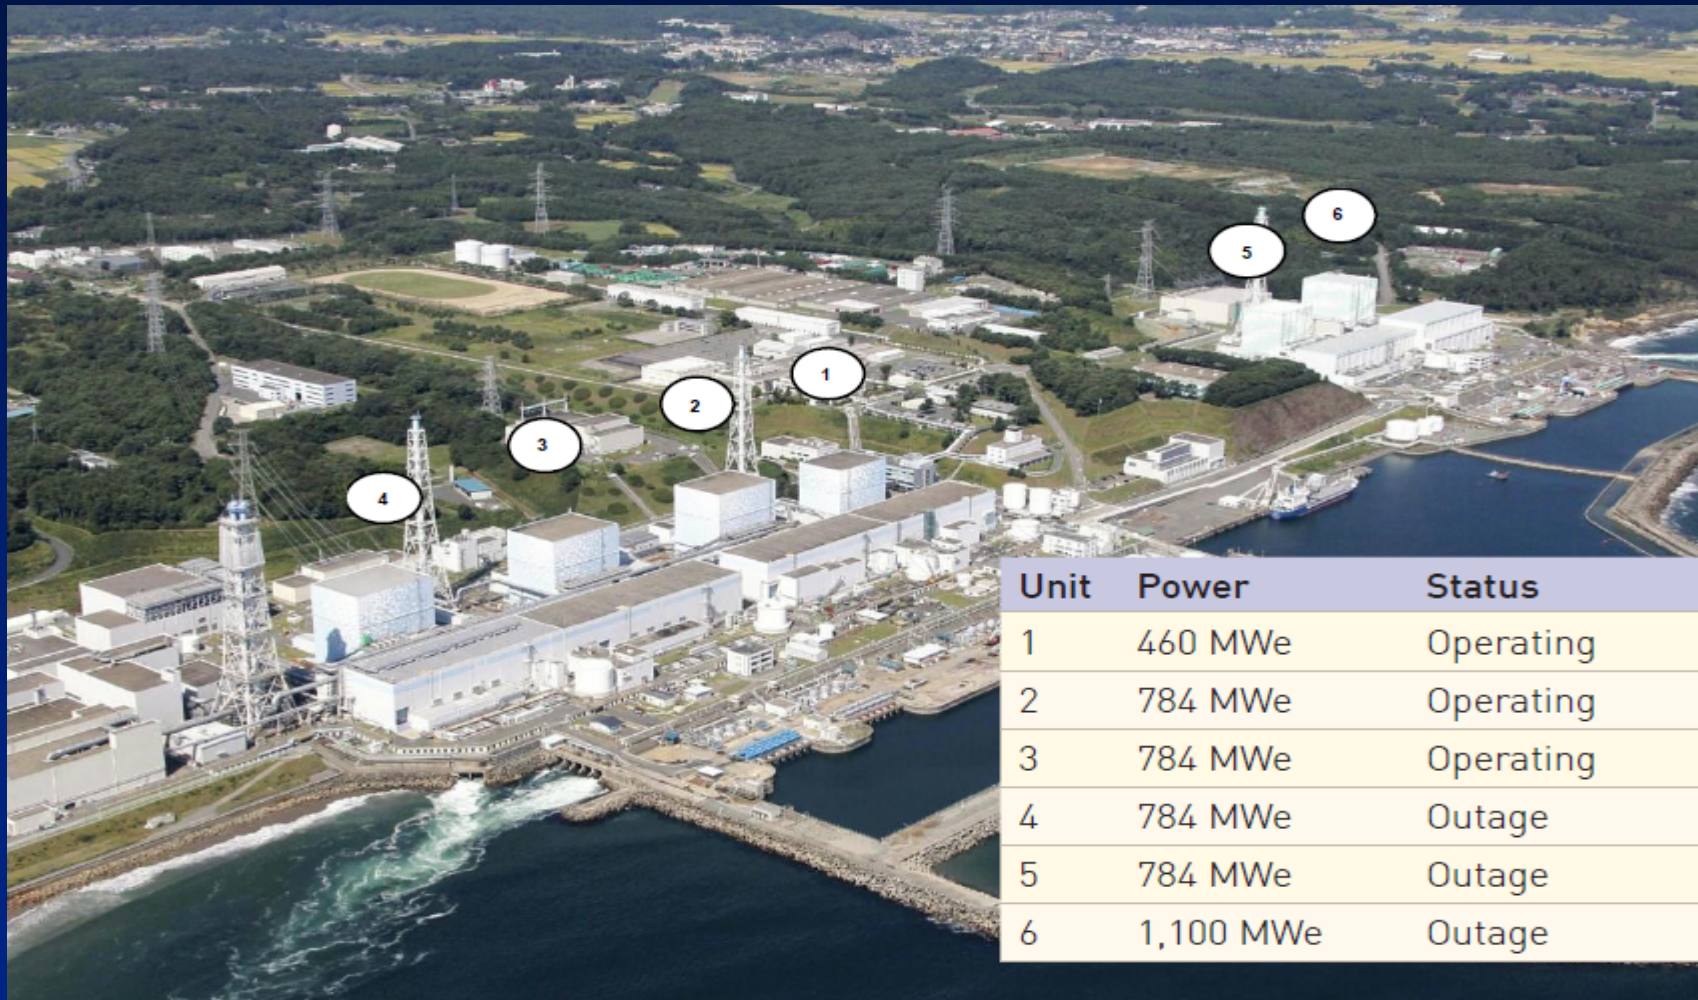 6
5
1
2
3
4
Unit Power Status
1 460 MWe Operating
2 784 MWe Operating
3 784 MWe Operating
4 784 MWe Outage
5 784 MWe Outage
6 1,100 MWe Outage